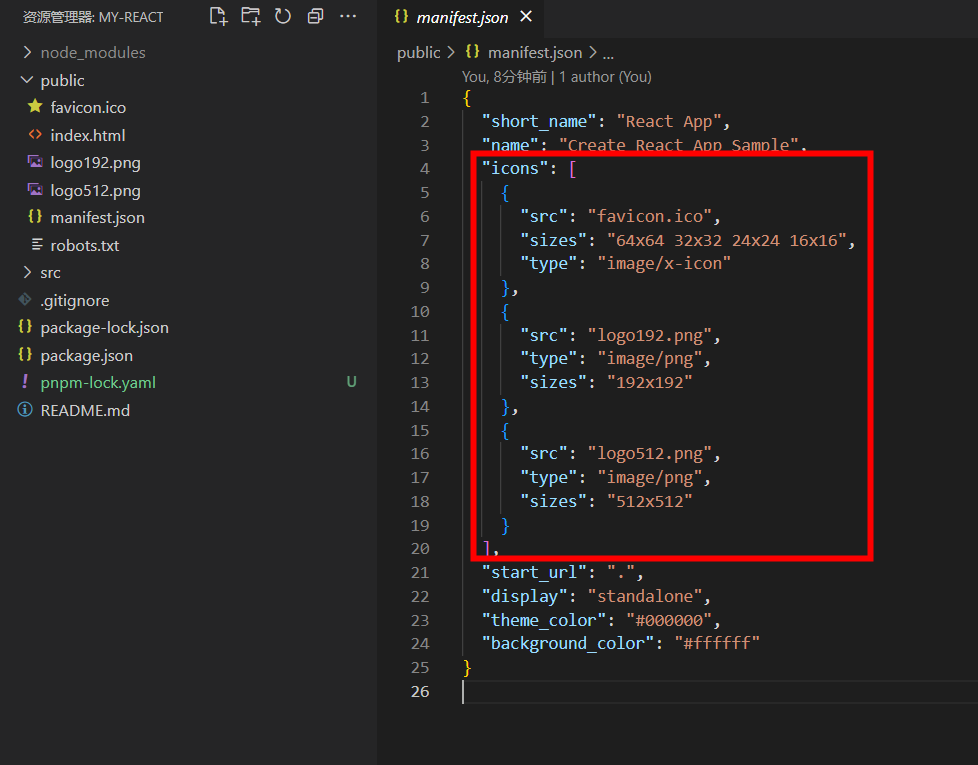 资源管理器: MY-REACT
node_modules
public
favicon.ico
index.html
logo192.png
logo512.png
manifest.json
robots.txt
src
.gitignore
package-lock.json
package.json
pnpm-lock.yaml U
README.md
manifest.json
public > {} manifest.json > ...
You, 8分钟前 | 1 author (You)
1 {
2 "short_name": "React App",
3 "name": "Create React App Sample",
4 "icons": [
5 {
6 "src": "favicon.ico",
7 "sizes": "64x64 32x32 24x24 16x16",
8 "type": "image/x-icon"
9 },
10 {
11 "src": "logo192.png",
12 "type": "image/png",
13 "sizes": "192x192"
14 },
15 {
16 "src": "logo512.png",
17 "type": "image/png",
18 "sizes": "512x512"
19 }
20 ],
21 "start_url": ".",
22 "display": "standalone",
23 "theme_color": "#000000",
24 "background_color": "#ffffff"
25 }
26